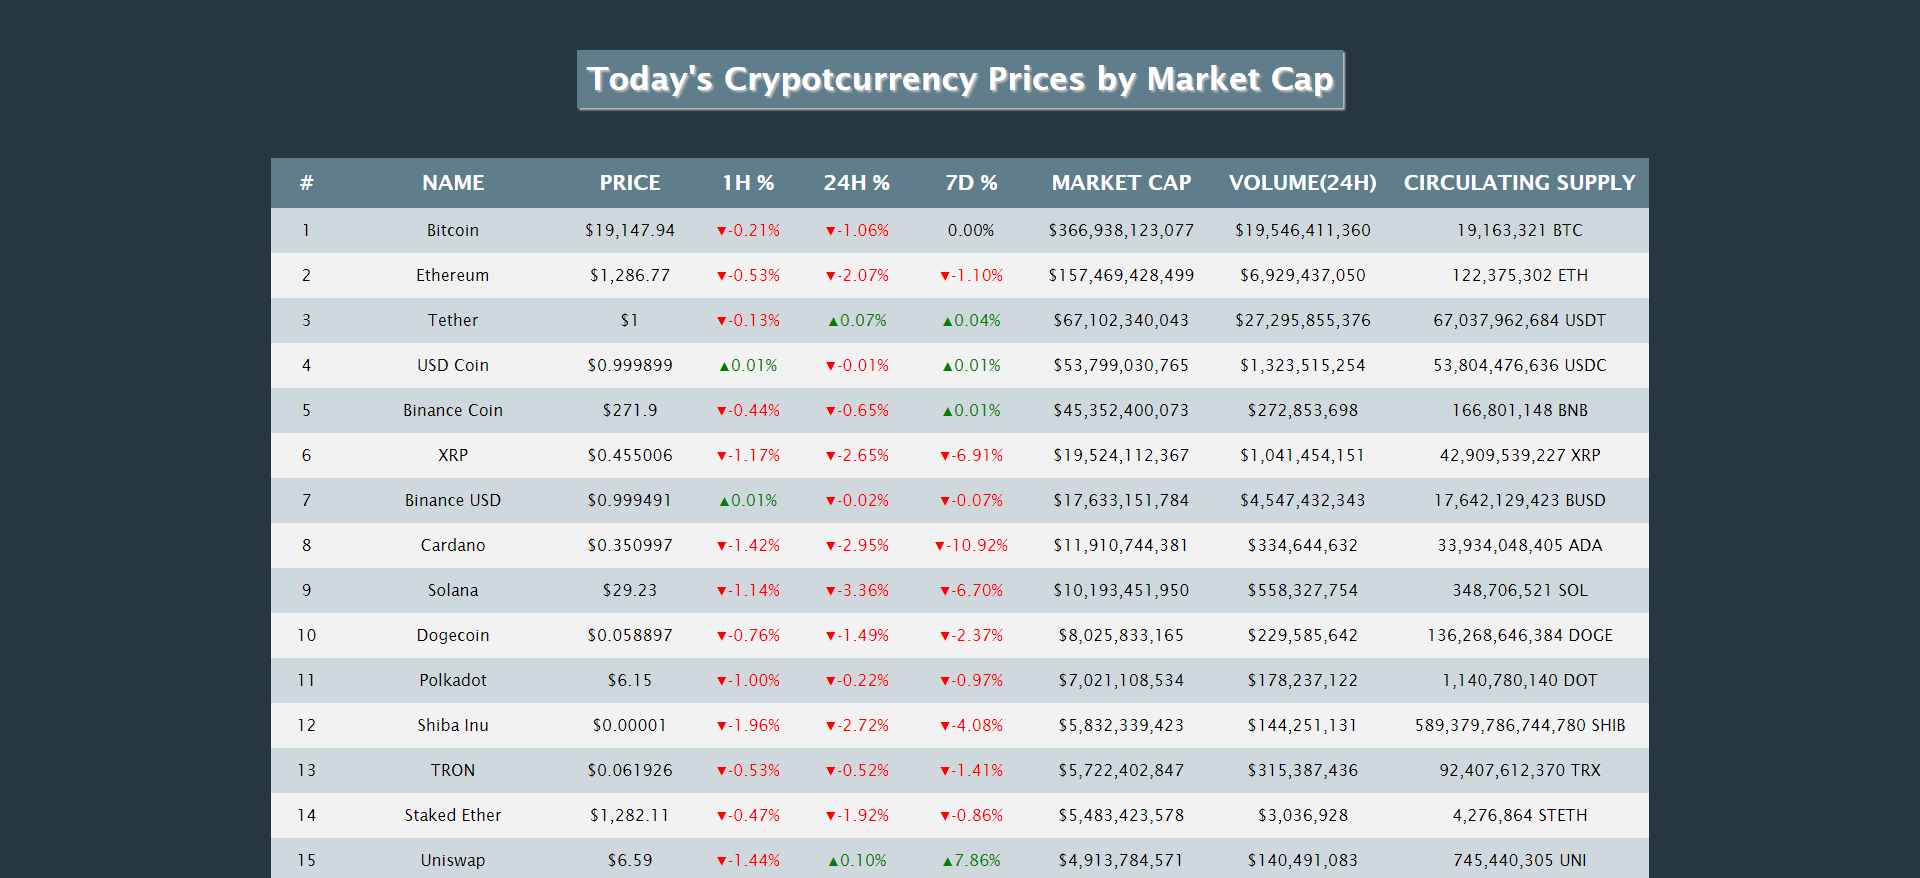 Today's Crypotcurrency Prices by Market Cap
# NAME PRICE 1H % 24H % 7D % MARKET CAP VOLUME(24H) CIRCULATING SUPPLY
1 Bitcoin $19,147.94 ▼-0.21% ▼-1.06% 0.00% $366,938,123,077 $19,546,411,360 19,163,321 BTC
2 Ethereum $1,286.77 ▼-0.53% ▼-2.07% ▼-1.10% $157,469,428,499 $6,929,437,050 122,375,302 ETH
3 Tether $1 ▼-0.13% ▲0.07% ▲0.04% $67,102,340,043 $27,295,855,376 67,037,962,684 USDT
4 USD Coin $0.999899 ▲0.01% ▼-0.01% ▲0.01% $53,799,030,765 $1,323,515,254 53,804,476,636 USDC
5 Binance Coin $271.9 ▼-0.44% ▼-0.65% ▲0.01% $45,352,400,073 $272,853,698 166,801,148 BNB
6 XRP $0.455006 ▼-1.17% ▼-2.65% ▼-6.91% $19,524,112,367 $1,041,454,151 42,909,539,227 XRP
7 Binance USD $0.999491 ▲0.01% ▼-0.02% ▼-0.07% $17,633,151,784 $4,547,432,343 17,642,129,423 BUSD
8 Cardano $0.350997 ▼-1.42% ▼-2.95% ▼-10.92% $11,910,744,381 $334,644,632 33,934,048,405 ADA
9 Solana $29.23 ▼-1.14% ▼-3.36% ▼-6.70% $10,193,451,950 $558,327,754 348,706,521 SOL
10 Dogecoin $0.058897 ▼-0.76% ▼-1.49% ▼-2.37% $8,025,833,165 $229,585,642 136,268,646,384 DOGE
11 Polkadot $6.15 ▼-1.00% ▼-0.22% ▼-0.97% $7,021,108,534 $178,237,122 1,140,780,140 DOT
12 Shiba Inu $0.00001 ▼-1.96% ▼-2.72% ▼-4.08% $5,832,339,423 $144,251,131 589,379,786,744,780 SHIB
13 TRON $0.061926 ▼-0.53% ▼-0.52% ▼-1.41% $5,722,402,847 $315,387,436 92,407,612,370 TRX
14 Staked Ether $1,282.11 ▼-0.47% ▼-1.92% ▼-0.86% $5,483,423,578 $3,036,928 4,276,864 STETH
15 Uniswap $6.59 ▼-1.44% ▲0.10% ▲7.86% $4,913,784,571 $140,491,083 745,440,305 UNI